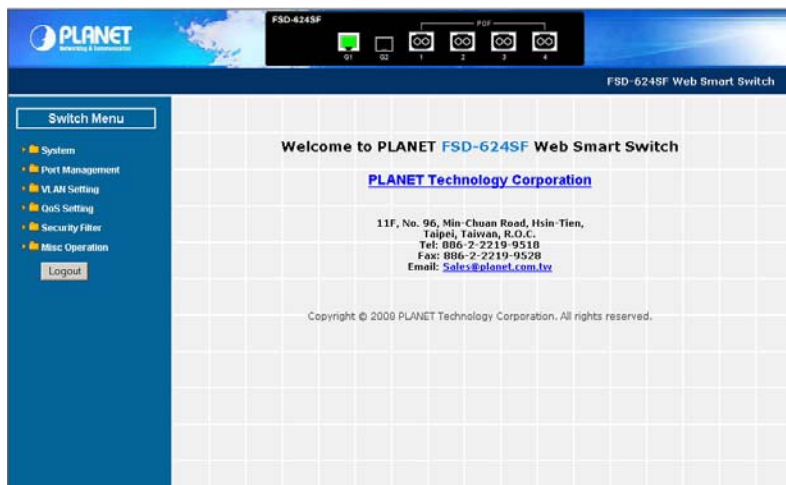 PLANET
Networking & Communication
FSD-624SF
POF
G1 G2 1 2 3 4
FSD-624SF Web Smart Switch
Switch Menu
System
Port Management
VLAN Setting
QoS Setting
Security Filter
Misc Operation
Logout
Welcome to PLANET FSD-624SF Web Smart Switch
PLANET Technology Corporation
11F, No. 96, Min-Chuan Road, Hsin-Tien,
Taipei, Taiwan, R.O.C.
Tel: 886-2-2219-9518
Fax: 886-2-2219-9528
Email: Sales@planet.com.tw
Copyright © 2008 PLANET Technology Corporation. All rights reserved.